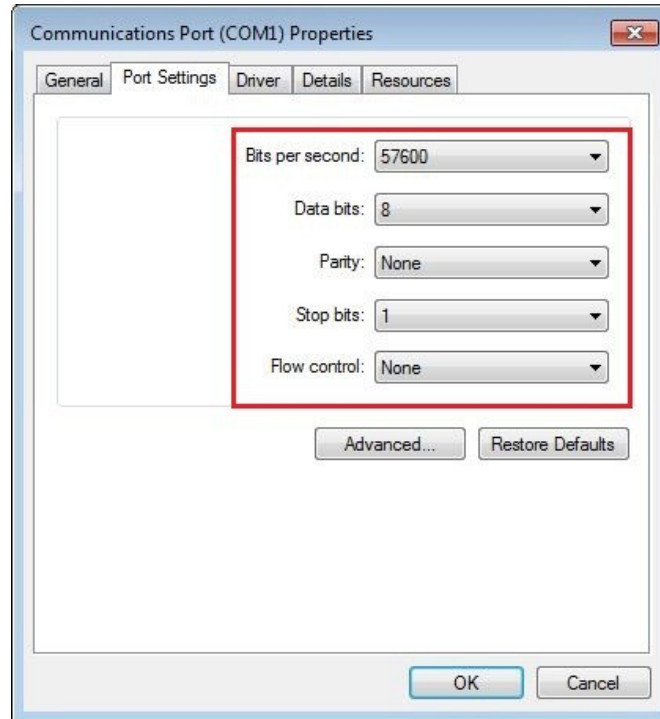 Communications Port (COM1) Properties
General Port Settings Driver Details Resources
Bits per second: 57600
Data bits: 8
Parity: None
Stop bits: 1
Flow control: None
Advanced... Restore Defaults
OK Cancel